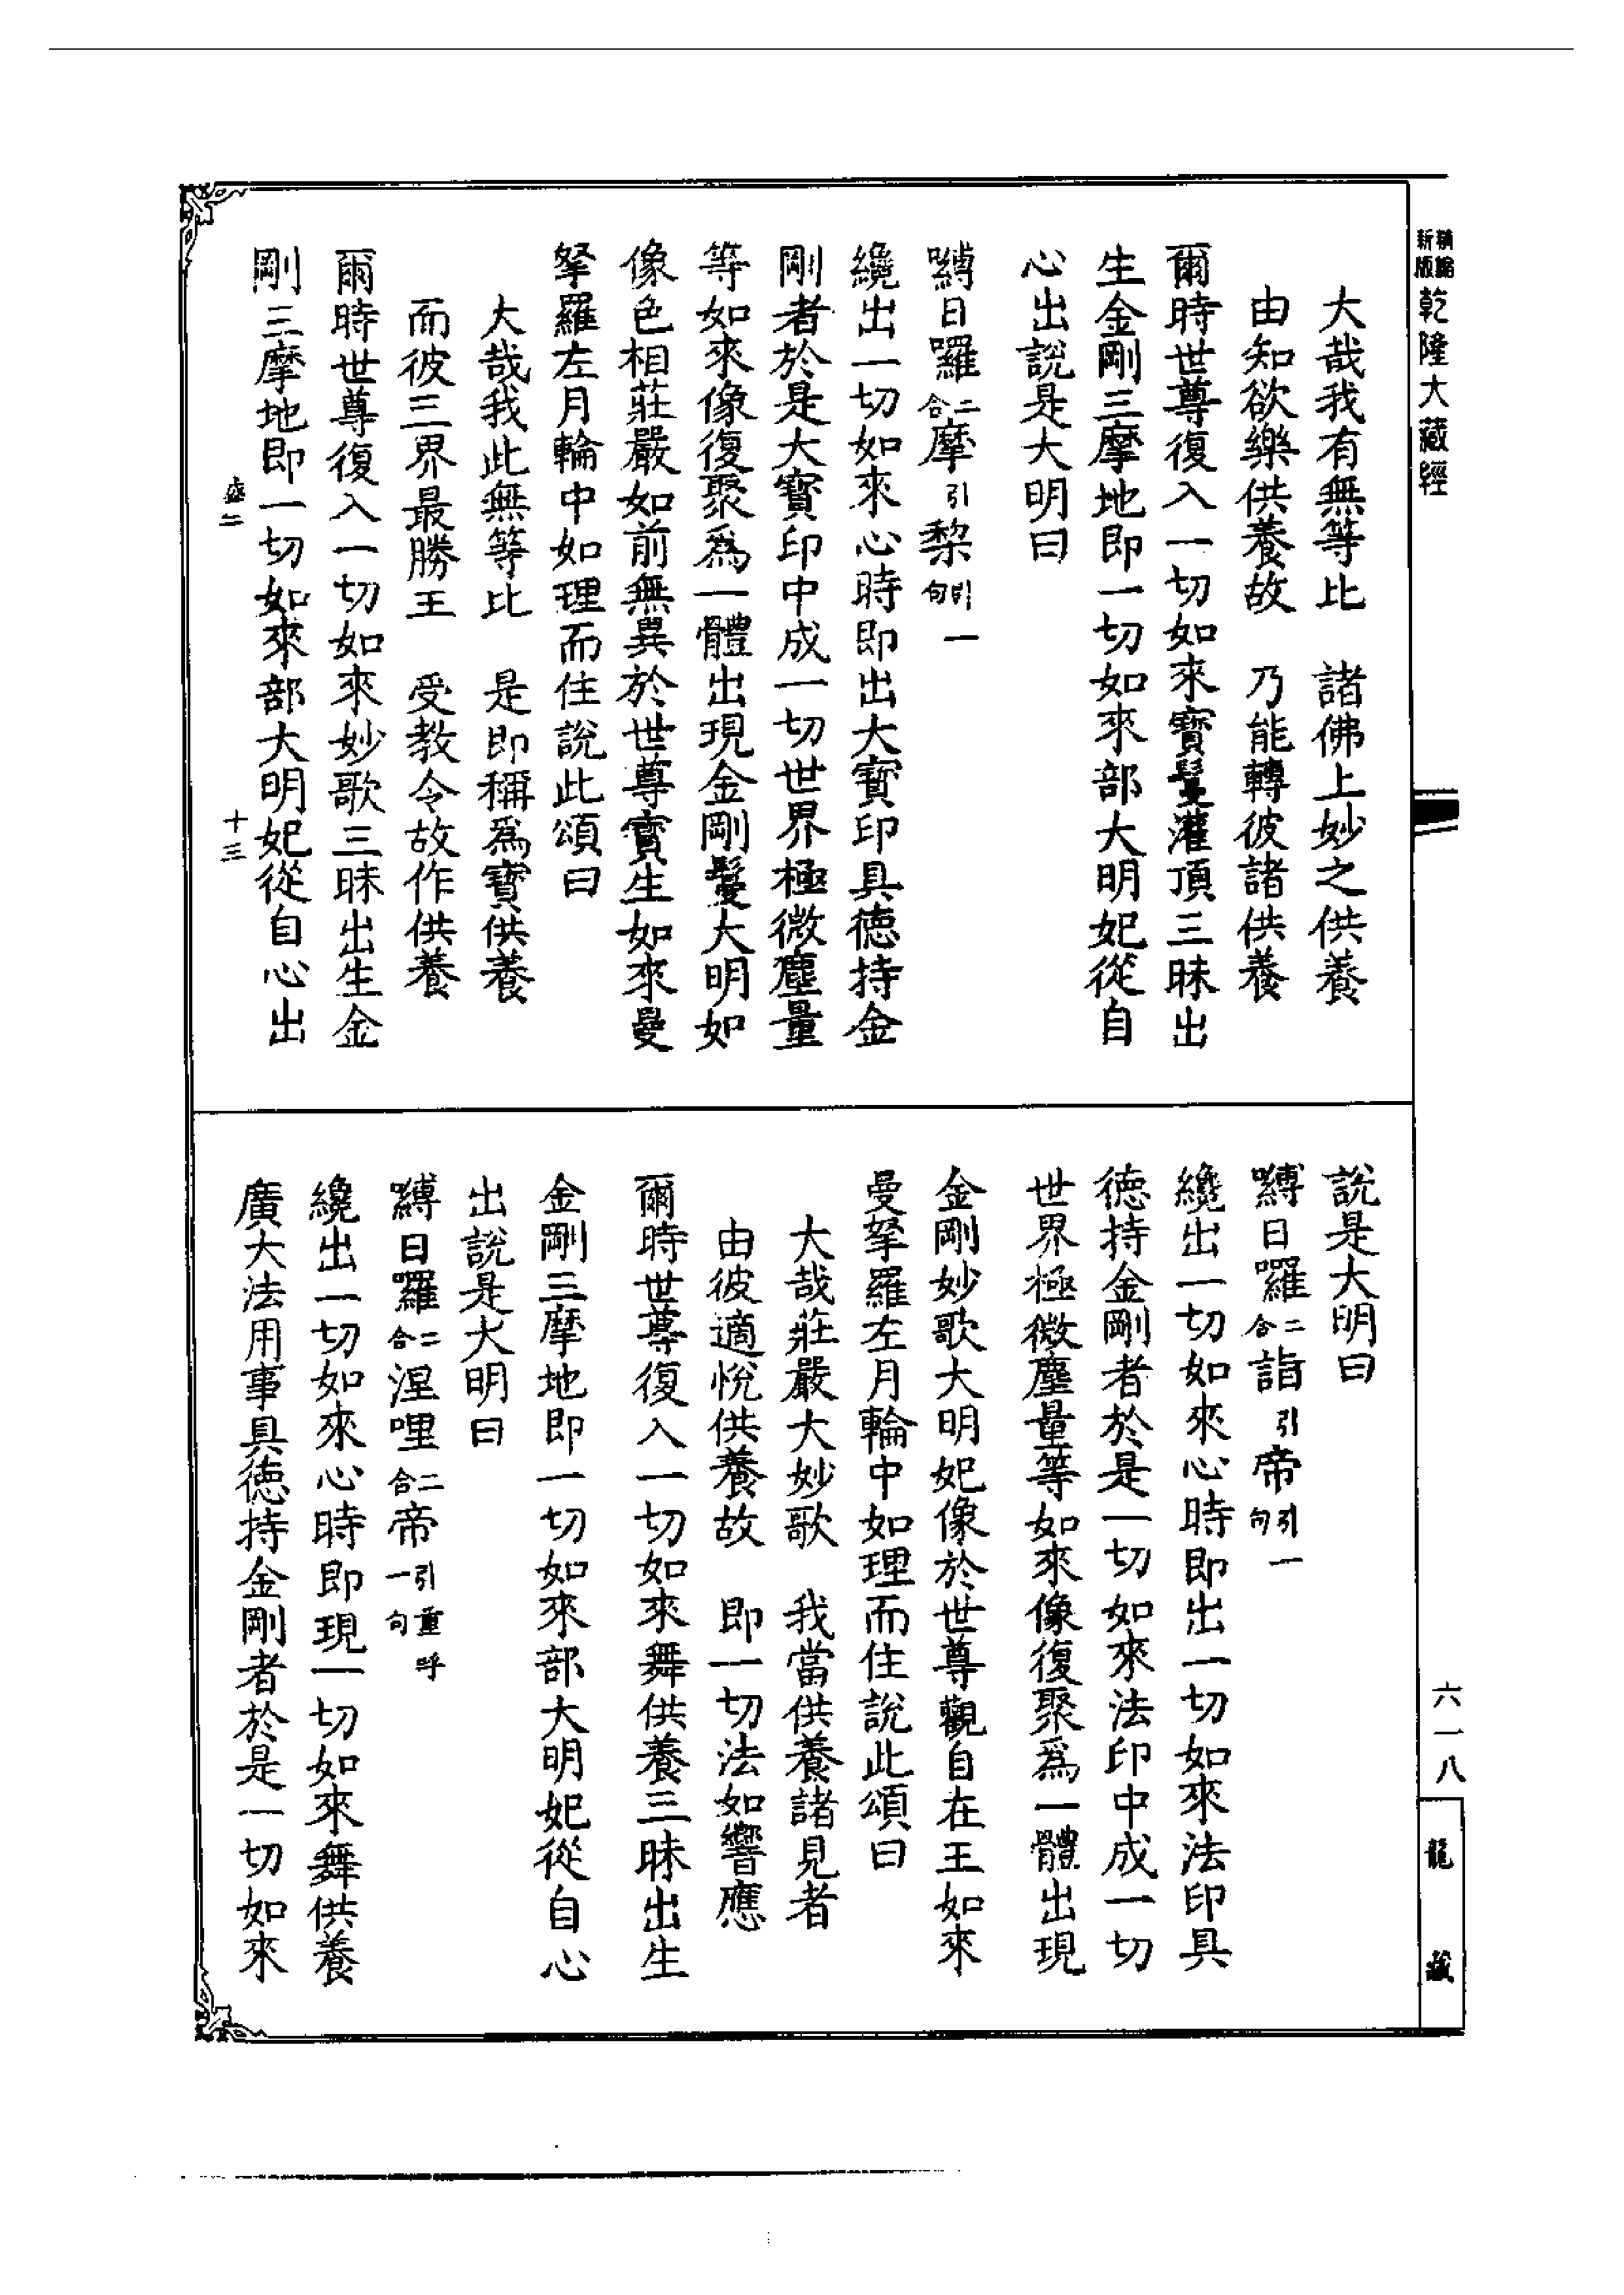 精縮
新版
乾隆大藏經
大哉我有無等比　諸佛上妙之供養
由知欲樂供養故　乃能轉彼諸供養
爾時世尊復入一切如來寶鬘灌頂三昧出
生金剛三摩地即一切如來部大明妃從自
心出說是大明曰
嚩日囉二合摩引梨引句一
纔出一切如來心時即出大寶印具德持金
剛者於是大寶印中成一切世界極微塵量
等如來像復聚爲一體出現金剛鬘大明如
像色相莊嚴如前無異於世尊寶生如來曼
拏羅左月輪中如理而住說此頌曰
大哉我此無等比　是即稱爲寶供養
而彼三界最勝王　受教令故作供養
爾時世尊復入一切如來妙歌三昧出生金
剛三摩地即一切如來部大明妃從自心出
盛二　十三
說是大明曰
嚩日囉二合詣引帝引句一
纔出一切如來心時即出一切如來法印具
德持金剛者於是一切如來法印中成一切
世界極微塵量等如來像復聚爲一體出現
金剛妙歌大明妃像於世尊觀自在王如來
曼拏羅左月輪中如理而住說此頌曰
大哉莊嚴大妙歌　我當供養諸見者
由彼適悅供養故　即一切法如響應
爾時世尊復入一切如來舞供養三昧出生
金剛三摩地即一切如來部大明妃從自心
出說是大明曰
嚩日囉二合涅哩二合帝引重呼一句
纔出一切如來心時即現一切如來舞供養
廣大法用事具德持金剛者於是一切如來
六一八
龍藏